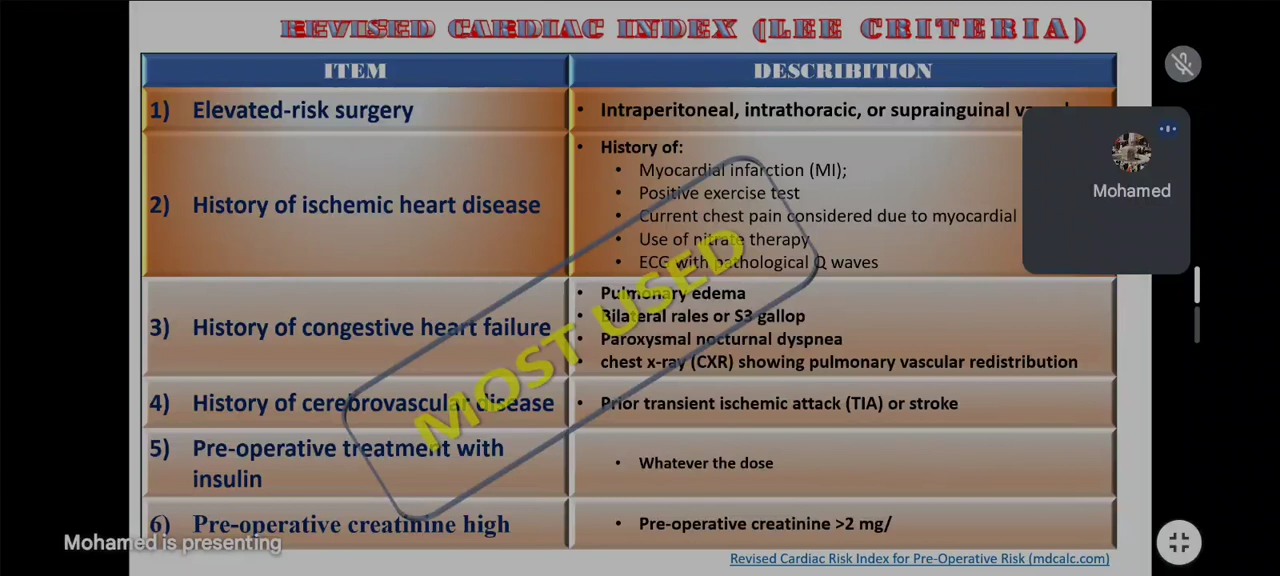 REVISED CARDIAC INDEX (LEE CRITERIA)
ITEM
DESCRIBITION
1) Elevated-risk surgery
• Intraperitoneal, intrathoracic, or suprainguinal
2) History of ischemic heart disease
• History of:
• Myocardial infarction (MI);
• Positive exercise test
• Current chest pain considered due to myocardial
• Use of nitrate therapy
• ECG with pathological Q waves
3) History of congestive heart failure
• Pulmonary edema
• Bilateral rales or S3 gallop
• Paroxysmal nocturnal dyspnea
• chest x-ray (CXR) showing pulmonary vascular redistribution
4) History of cerebrovascular disease
• Prior transient ischemic attack (TIA) or stroke
5) Pre-operative treatment with
insulin
• Whatever the dose
6) Pre-operative creatinine high
• Pre-operative creatinine >2 mg/
Revised Cardiac Risk Index for Pre-Operative Risk (mdcalc.com)
MOST USED
Mohamed
Mohamed is presenting